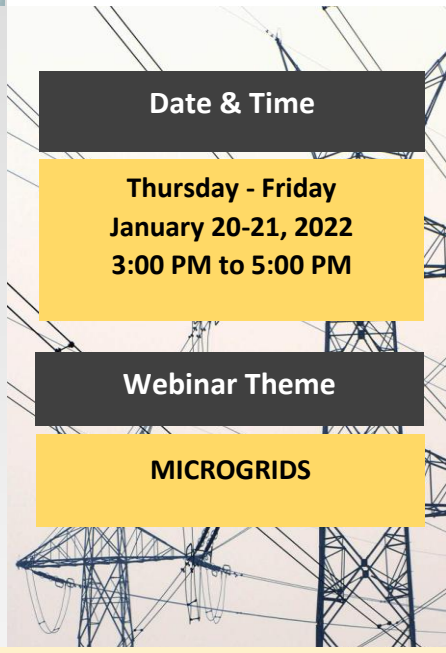 Date & Time
Thursday - Friday
January 20-21, 2022
3:00 PM to 5:00 PM
Webinar Theme
MICROGRIDS